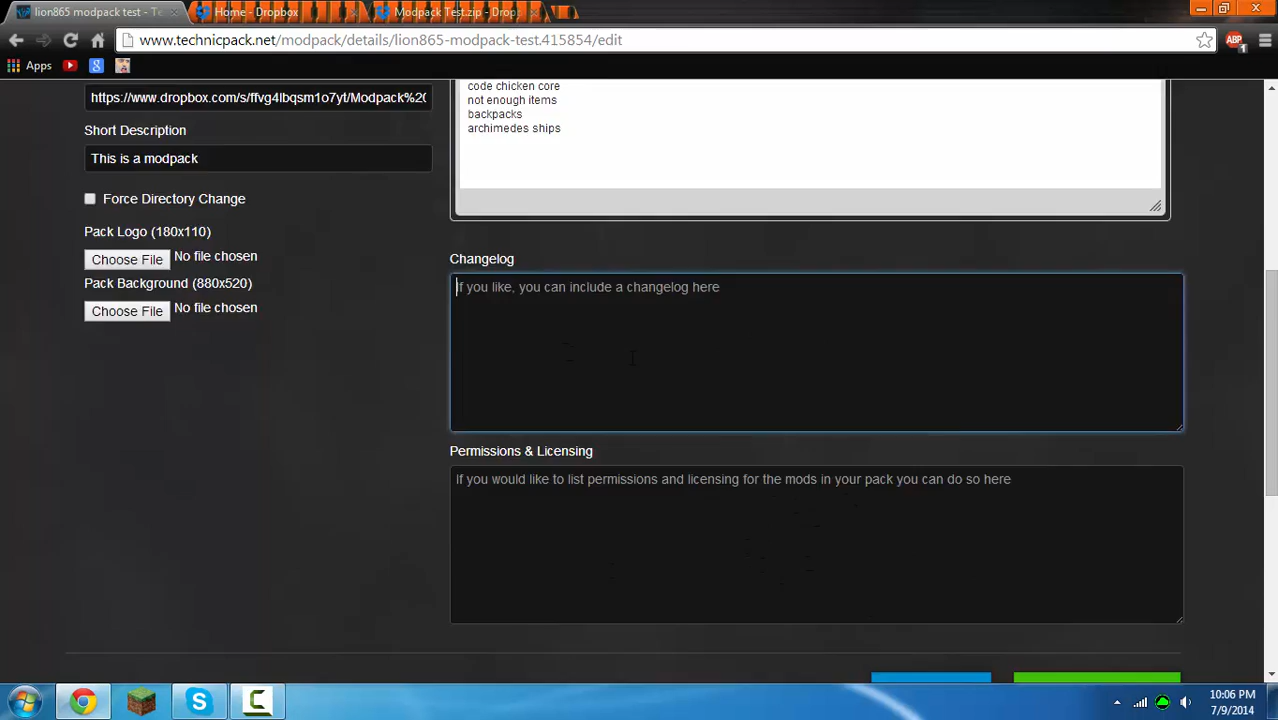 lion865 modpack test - Te
Home - Dropbox
Modpack Test.zip - Drop
www.technicpack.net/modpack/details/lion865-modpack-test.415854/edit
ABP
1
Apps
https://www.dropbox.com/s/ffvg4lbqsm1o7yt/Modpack%20
code chicken core
not enough items
backpacks
archimedes ships
Short Description
This is a modpack
Force Directory Change
Pack Logo (180x110)
Choose File No file chosen
Pack Background (880x520)
Choose File No file chosen
Changelog
If you like, you can include a changelog here
Permissions & Licensing
If you would like to list permissions and licensing for the mods in your pack you can do so here
10:06 PM
7/9/2014